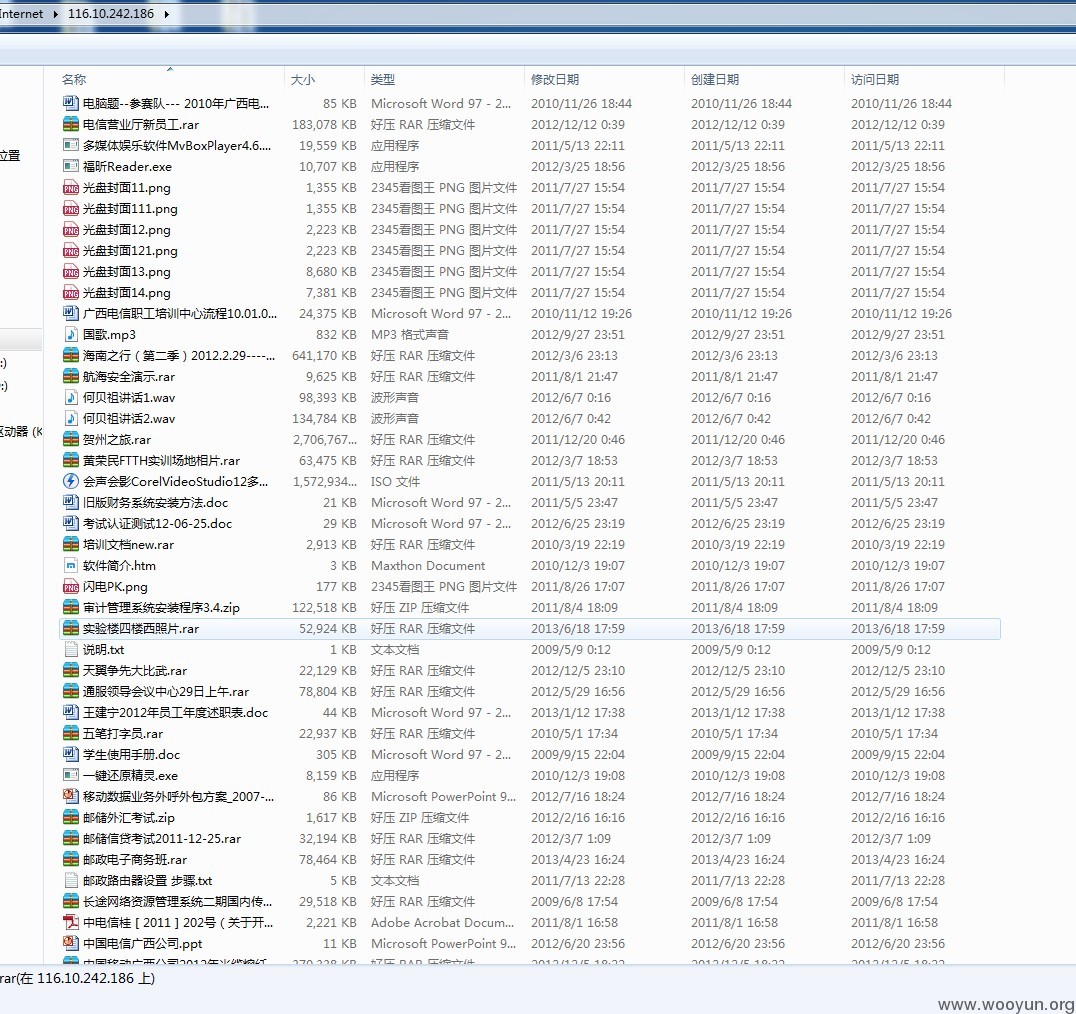 Internet ▸ 116.10.242.186 ▸
名称 大小 类型 修改日期 创建日期 访问日期
电脑题--参赛队--- 2010年广西电... 85 KB Microsoft Word 97 - 2... 2010/11/26 18:44 2010/11/26 18:44 2010/11/26 18:44
电信营业厅新员工.rar 183,078 KB 好压 RAR 压缩文件 2012/12/12 0:39 2012/12/12 0:39 2012/12/12 0:39
多媒体娱乐软件MvBoxPlayer4.6.... 19,559 KB 应用程序 2011/5/13 22:11 2011/5/13 22:11 2011/5/13 22:11
福昕Reader.exe 10,707 KB 应用程序 2012/3/25 18:56 2012/3/25 18:56 2012/3/25 18:56
位置
光盘封面11.png 1,355 KB 2345看图王 PNG 图片文件 2011/7/27 15:54 2011/7/27 15:54 2011/7/27 15:54
光盘封面111.png 1,355 KB 2345看图王 PNG 图片文件 2011/7/27 15:54 2011/7/27 15:54 2011/7/27 15:54
光盘封面12.png 2,223 KB 2345看图王 PNG 图片文件 2011/7/27 15:54 2011/7/27 15:54 2011/7/27 15:54
光盘封面121.png 2,223 KB 2345看图王 PNG 图片文件 2011/7/27 15:54 2011/7/27 15:54 2011/7/27 15:54
光盘封面13.png 8,680 KB 2345看图王 PNG 图片文件 2011/7/27 15:54 2011/7/27 15:54 2011/7/27 15:54
光盘封面14.png 7,381 KB 2345看图王 PNG 图片文件 2011/7/27 15:54 2011/7/27 15:54 2011/7/27 15:54
广西电信职工培训中心流程10.01.0... 24,375 KB Microsoft Word 97 - 2... 2010/11/12 19:26 2010/11/12 19:26 2010/11/12 19:26
国歌.mp3 832 KB MP3 格式声音 2012/9/27 23:51 2012/9/27 23:51 2012/9/27 23:51
海南之行（第二季）2012.2.29----... 641,170 KB 好压 RAR 压缩文件 2012/3/6 23:13 2012/3/6 23:13 2012/3/6 23:13
:)
航海安全演示.rar 9,625 KB 好压 RAR 压缩文件 2011/8/1 21:47 2011/8/1 21:47 2011/8/1 21:47
:)
何贝祖讲话1.wav 98,393 KB 波形声音 2012/6/7 0:16 2012/6/7 0:16 2012/6/7 0:16
何贝祖讲话2.wav 134,784 KB 波形声音 2012/6/7 0:42 2012/6/7 0:42 2012/6/7 0:42
区动器 (K
贺州之旅.rar 2,706,767... 好压 RAR 压缩文件 2011/12/20 0:46 2011/12/20 0:46 2011/12/20 0:46
黄荣民FTTH实训场地相片.rar 63,475 KB 好压 RAR 压缩文件 2012/3/7 18:53 2012/3/7 18:53 2012/3/7 18:53
会声会影CorelVideoStudio12多... 1,572,934... ISO 文件 2011/5/13 20:11 2011/5/13 20:11 2011/5/13 20:11
旧版财务系统安装方法.doc 21 KB Microsoft Word 97 - 2... 2011/5/5 23:47 2011/5/5 23:47 2011/5/5 23:47
考试认证测试12-06-25.doc 29 KB Microsoft Word 97 - 2... 2012/6/25 23:19 2012/6/25 23:19 2012/6/25 23:19
培训文档new.rar 2,913 KB 好压 RAR 压缩文件 2010/3/19 22:19 2010/3/19 22:19 2010/3/19 22:19
软件简介.htm 3 KB Maxthon Document 2010/12/3 19:07 2010/12/3 19:07 2010/12/3 19:07
闪电PK.png 177 KB 2345看图王 PNG 图片文件 2011/8/26 17:07 2011/8/26 17:07 2011/8/26 17:07
审计管理系统安装程序3.4.zip 122,518 KB 好压 ZIP 压缩文件 2011/8/4 18:09 2011/8/4 18:09 2011/8/4 18:09
实验楼四楼西照片.rar 52,924 KB 好压 RAR 压缩文件 2013/6/18 17:59 2013/6/18 17:59 2013/6/18 17:59
说明.txt 1 KB 文本文档 2009/5/9 0:12 2009/5/9 0:12 2009/5/9 0:12
天翼争先大比武.rar 22,129 KB 好压 RAR 压缩文件 2012/12/5 23:10 2012/12/5 23:10 2012/12/5 23:10
通服领导会议中心29日上午.rar 78,804 KB 好压 RAR 压缩文件 2012/5/29 16:56 2012/5/29 16:56 2012/5/29 16:56
王建宁2012年员工年度述职表.doc 44 KB Microsoft Word 97 - 2... 2013/1/12 17:38 2013/1/12 17:38 2013/1/12 17:38
五笔打字员.rar 22,937 KB 好压 RAR 压缩文件 2010/5/1 17:34 2010/5/1 17:34 2010/5/1 17:34
学生使用手册.doc 305 KB Microsoft Word 97 - 2... 2009/9/15 22:04 2009/9/15 22:04 2009/9/15 22:04
一键还原精灵.exe 8,159 KB 应用程序 2010/12/3 19:08 2010/12/3 19:08 2010/12/3 19:08
移动数据业务外呼外包方案_2007-... 86 KB Microsoft PowerPoint 9... 2012/7/16 18:24 2012/7/16 18:24 2012/7/16 18:24
邮储外汇考试.zip 1,617 KB 好压 ZIP 压缩文件 2012/2/16 16:16 2012/2/16 16:16 2012/2/16 16:16
邮储信贷考试2011-12-25.rar 32,194 KB 好压 RAR 压缩文件 2012/3/7 1:09 2012/3/7 1:09 2012/3/7 1:09
邮政电子商务班.rar 78,464 KB 好压 RAR 压缩文件 2013/4/23 16:24 2013/4/23 16:24 2013/4/23 16:24
邮政路由器设置 步骤.txt 5 KB 文本文档 2011/7/13 22:28 2011/7/13 22:28 2011/7/13 22:28
长途网络资源管理系统二期国内传... 29,518 KB 好压 RAR 压缩文件 2009/6/8 17:54 2009/6/8 17:54 2009/6/8 17:54
中电信桂［2011］202号（关于开... 2,221 KB Adobe Acrobat Docum... 2011/8/1 16:58 2011/8/1 16:58 2011/8/1 16:58
中国电信广西公司.ppt 11 KB Microsoft PowerPoint 9... 2012/6/20 23:56 2012/6/20 23:56 2012/6/20 23:56
rar(在 116.10.242.186 上)
www.wooyun.org